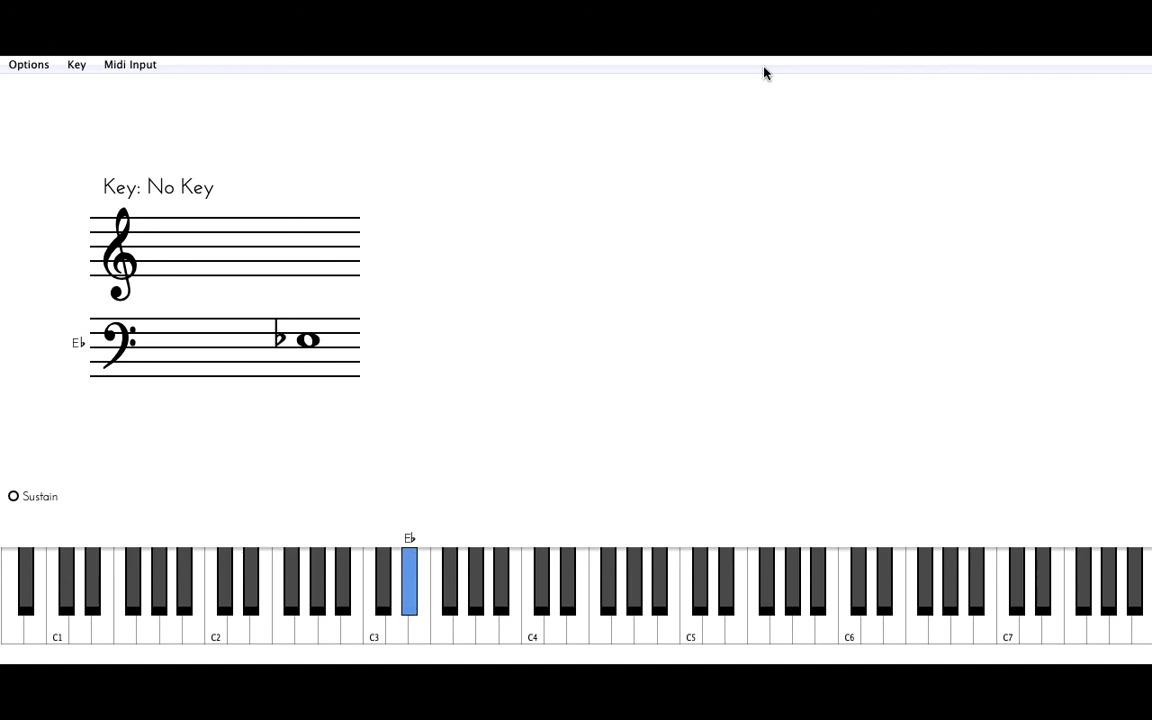 Options Key Midi Input
Key: No Key
E♭
Sustain
E♭
C1 C2 C3 C4 C5 C6 C7